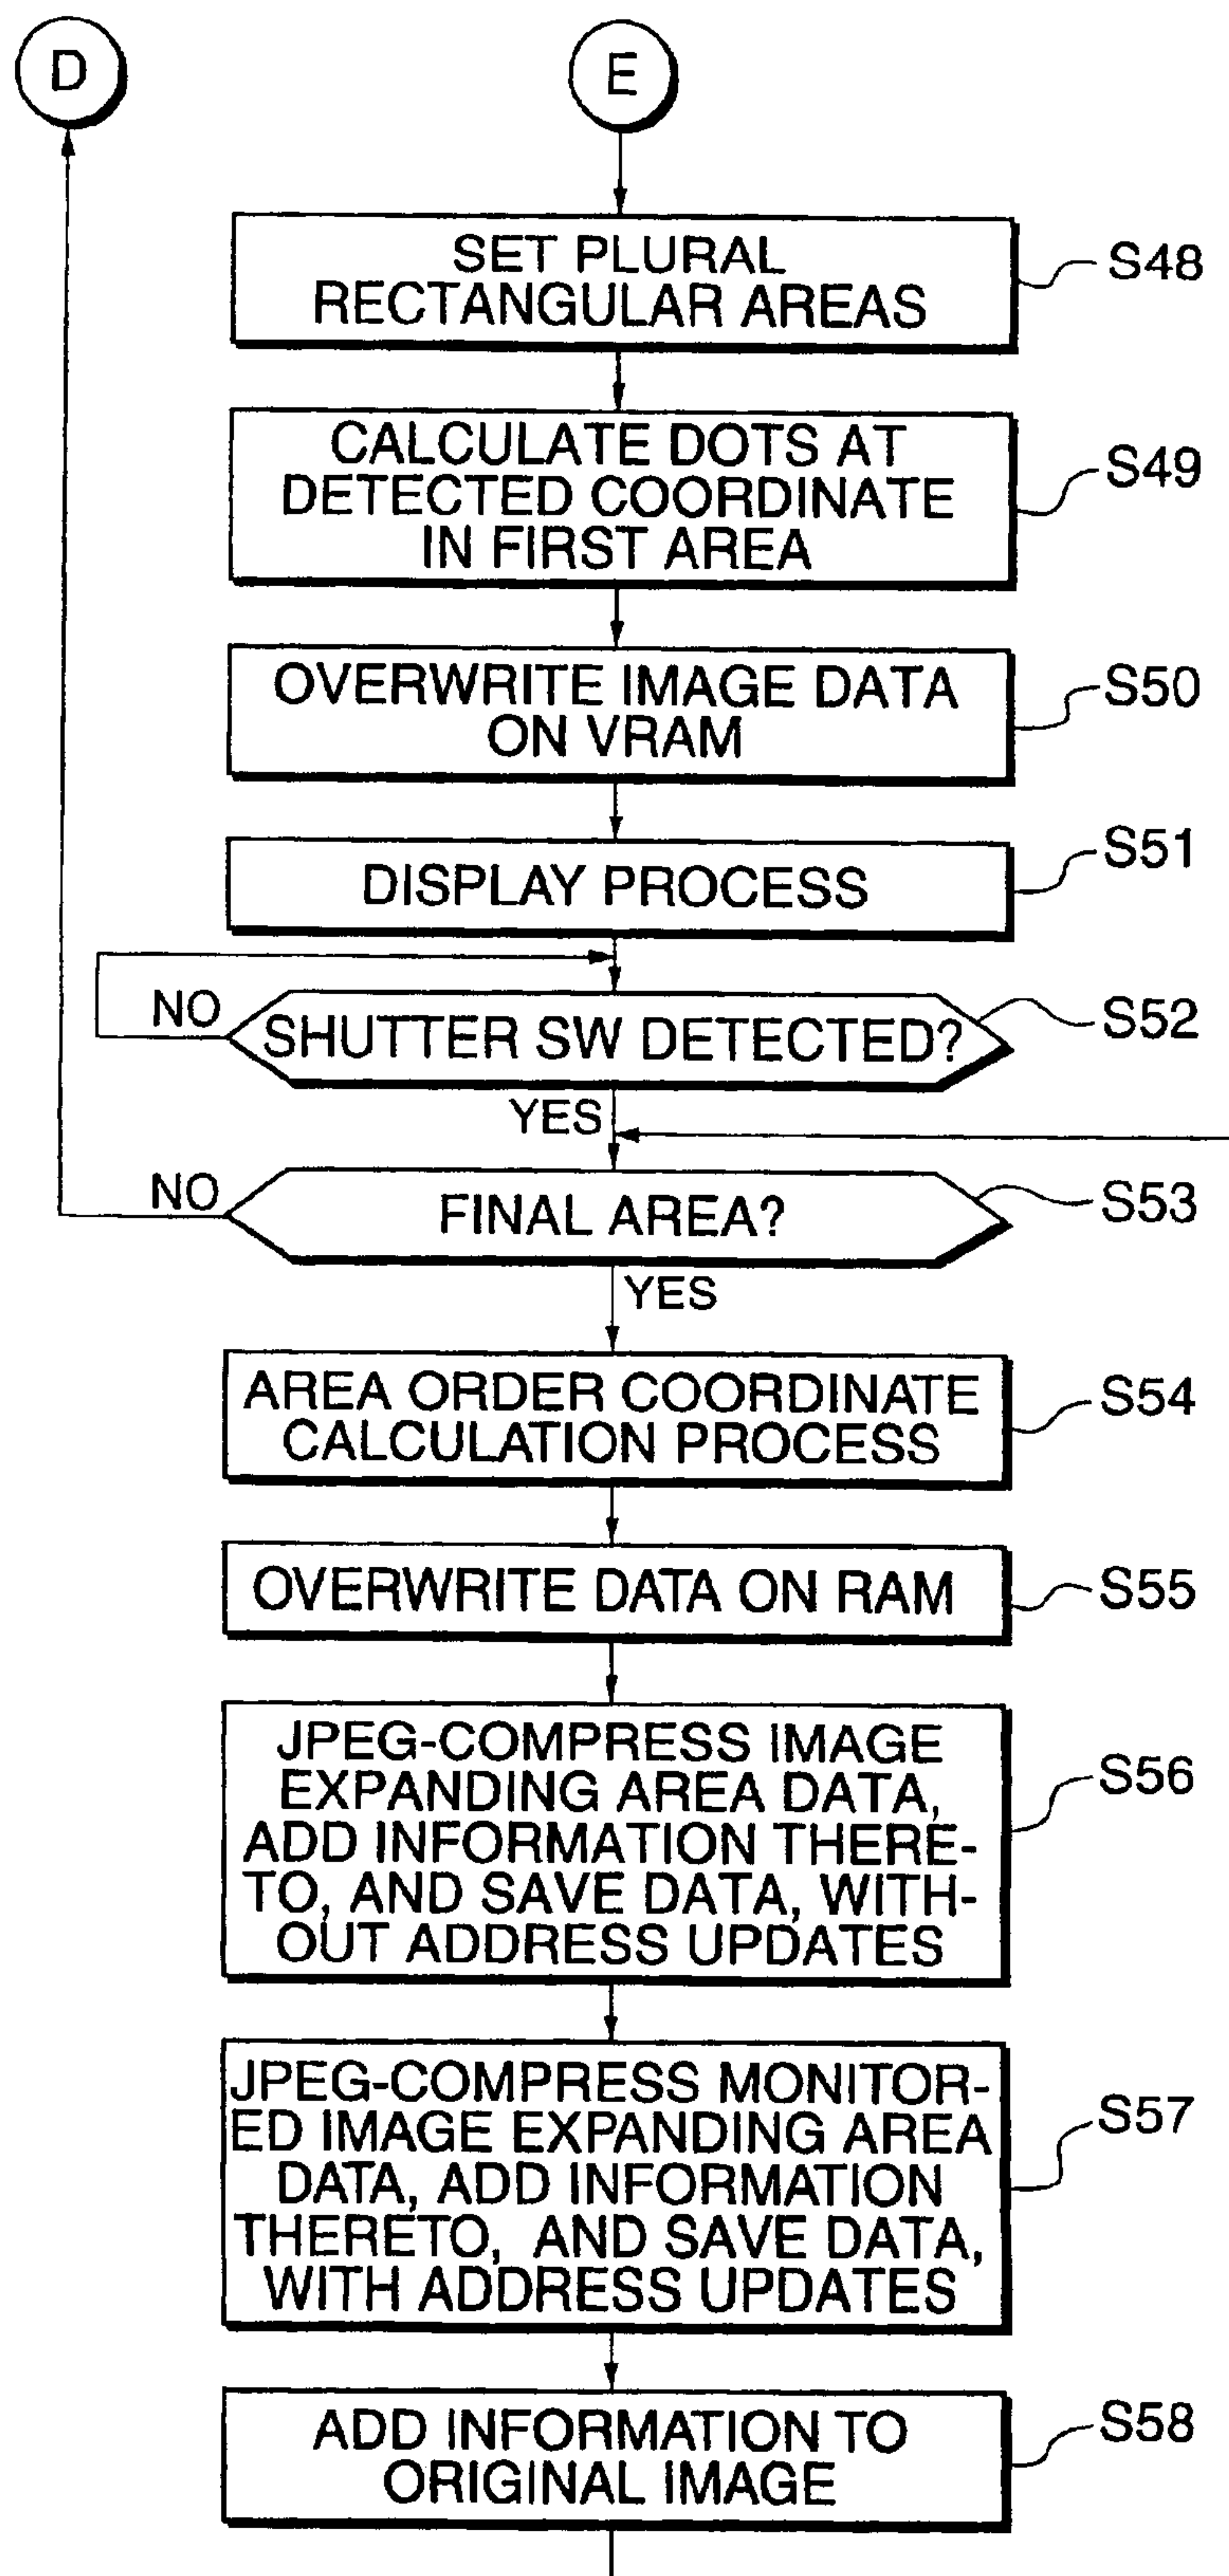 D
E
SET PLURAL
RECTANGULAR AREAS
S48
CALCULATE DOTS AT
DETECTED COORDINATE
IN FIRST AREA
S49
OVERWRITE IMAGE DATA
ON VRAM
S50
DISPLAY PROCESS
S51
NO
SHUTTER SW DETECTED?
S52
YES
NO
FINAL AREA?
S53
YES
AREA ORDER COORDINATE
CALCULATION PROCESS
S54
OVERWRITE DATA ON RAM
S55
JPEG-COMPRESS IMAGE
EXPANDING AREA DATA,
ADD INFORMATION THERE-
TO, AND SAVE DATA, WITH-
OUT ADDRESS UPDATES
S56
JPEG-COMPRESS MONITOR-
ED IMAGE EXPANDING AREA
DATA, ADD INFORMATION
THERETO, AND SAVE DATA,
WITH ADDRESS UPDATES
S57
ADD INFORMATION TO
ORIGINAL IMAGE
S58